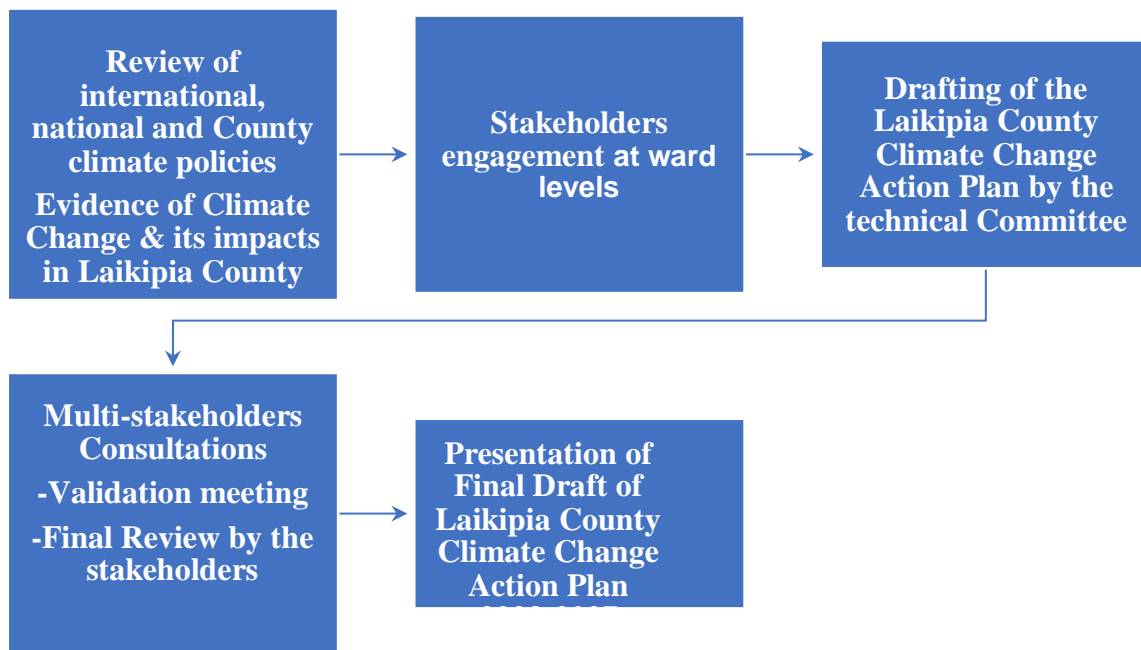 Review of
international,
national and County
climate policies
Evidence of Climate
Change & its impacts
in Laikipia County
Stakeholders
engagement at ward
levels
Drafting of the
Laikipia County
Climate Change
Action Plan by the
technical Committee
Multi-stakeholders
Consultations
-Validation meeting
-Final Review by the
stakeholders
Presentation of
Final Draft of
Laikipia County
Climate Change
Action Plan